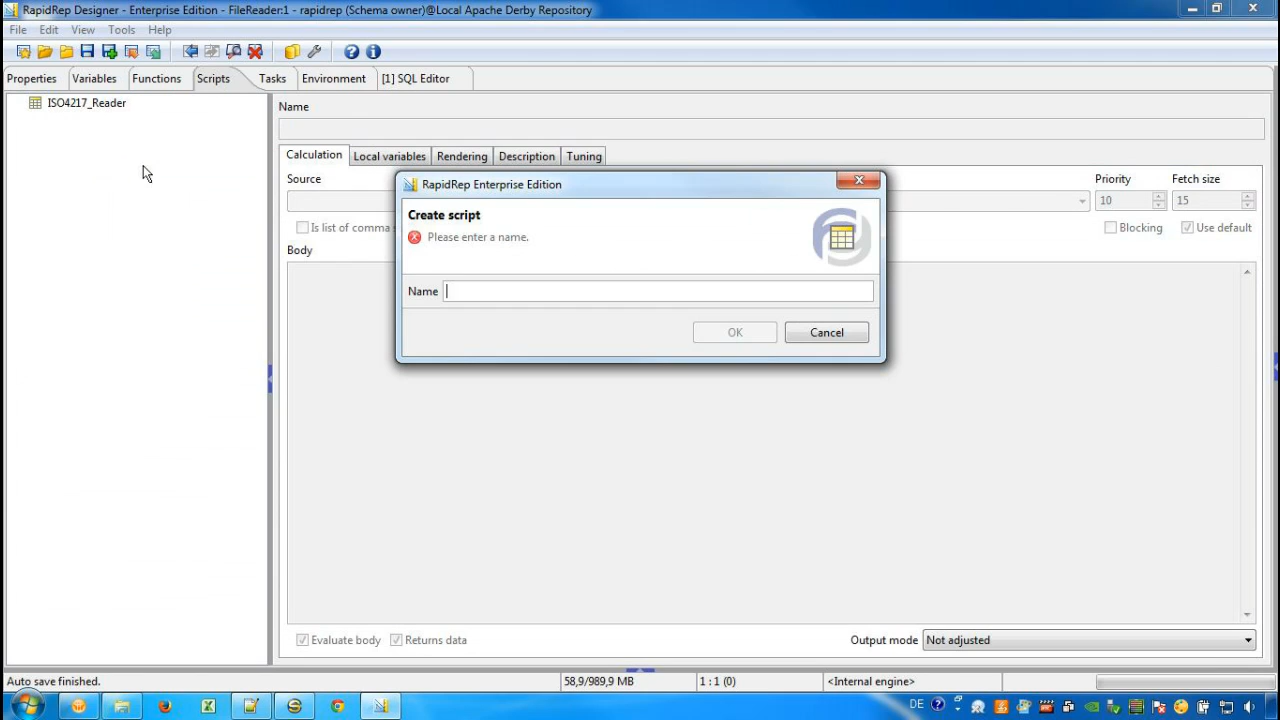 RapidRep Designer - Enterprise Edition - FileReader:1 - rapidrep (Schema owner)@Local Apache Derby Repository
File Edit View Tools Help
Properties Variables Functions Scripts Tasks Environment [1] SQL Editor
ISO4217_Reader
Name
Calculation Local variables Rendering Description Tuning
Source Priority Fetch size
10 15
Is list of comma Blocking Use default
Body
RapidRep Enterprise Edition
Create script
Please enter a name.
Name
OK Cancel
Evaluate body Returns data Output mode Not adjusted
Auto save finished. 58,9/989,9 MB 1 : 1 (0) <Internal engine>
DE